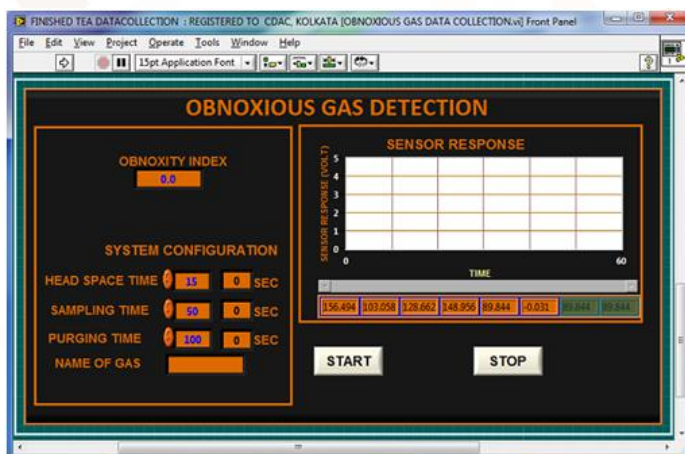 FINISHED TEA DATACOLLECTION : REGISTERED TO CDAC, KOLKATA [OBNOXIOUS GAS DATA COLLECTION.vi] Front Panel
File Edit View Project Operate Tools Window Help
15pt Application Font
OBNOXIOUS GAS DETECTION
OBNOXITY INDEX
0.0
SYSTEM CONFIGURATION
HEAD SPACE TIME 15 0 SEC
SAMPLING TIME 50 0 SEC
PURGING TIME 100 0 SEC
NAME OF GAS
SENSOR RESPONSE
SENSOR RESPONSE (VOLT)
5
4
3
2
1
0
0 60
TIME
156.494 103.058 128.662 148.956 89.844 -0.031 89.844 89.844
START STOP